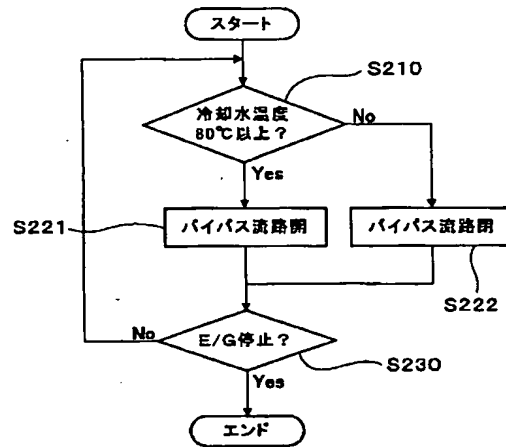 スタート
S210
冷却水温度
80℃以上？
No
Yes
S221
バイパス流路開
バイパス流路閉
S222
No
E/G停止？
S230
Yes
エンド